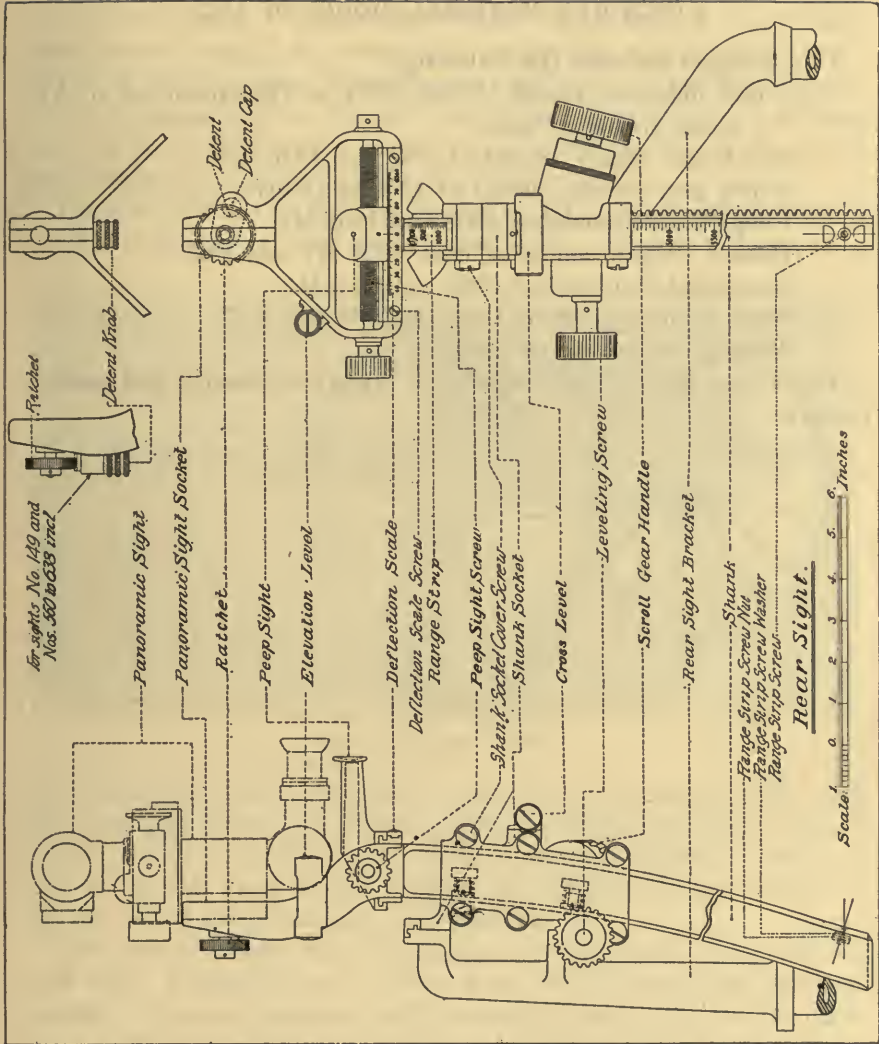 for sights No. 149 and
Nos. 560 to 638 incl
Ratchet
Detent Knob
Detent
Detent Cap
Panoramic Sight
Panoramic Sight Socket
Ratchet
Peep Sight
Elevation Level
Deflection Scale
Deflection Scale Screw
Range Strip
Peep Sight Screw
Shank Socket Cover Screw
Shank Socket
Cross Level
Leveling Screw
Scroll Gear Handle
Rear Sight Bracket
Shank
Range Strip Screw Nut
Range Strip Screw Washer
Range Strip Screw
5000
5500
Rear Sight.
Scale 1. 0. 1 2 3 4. 5. 6. Inches